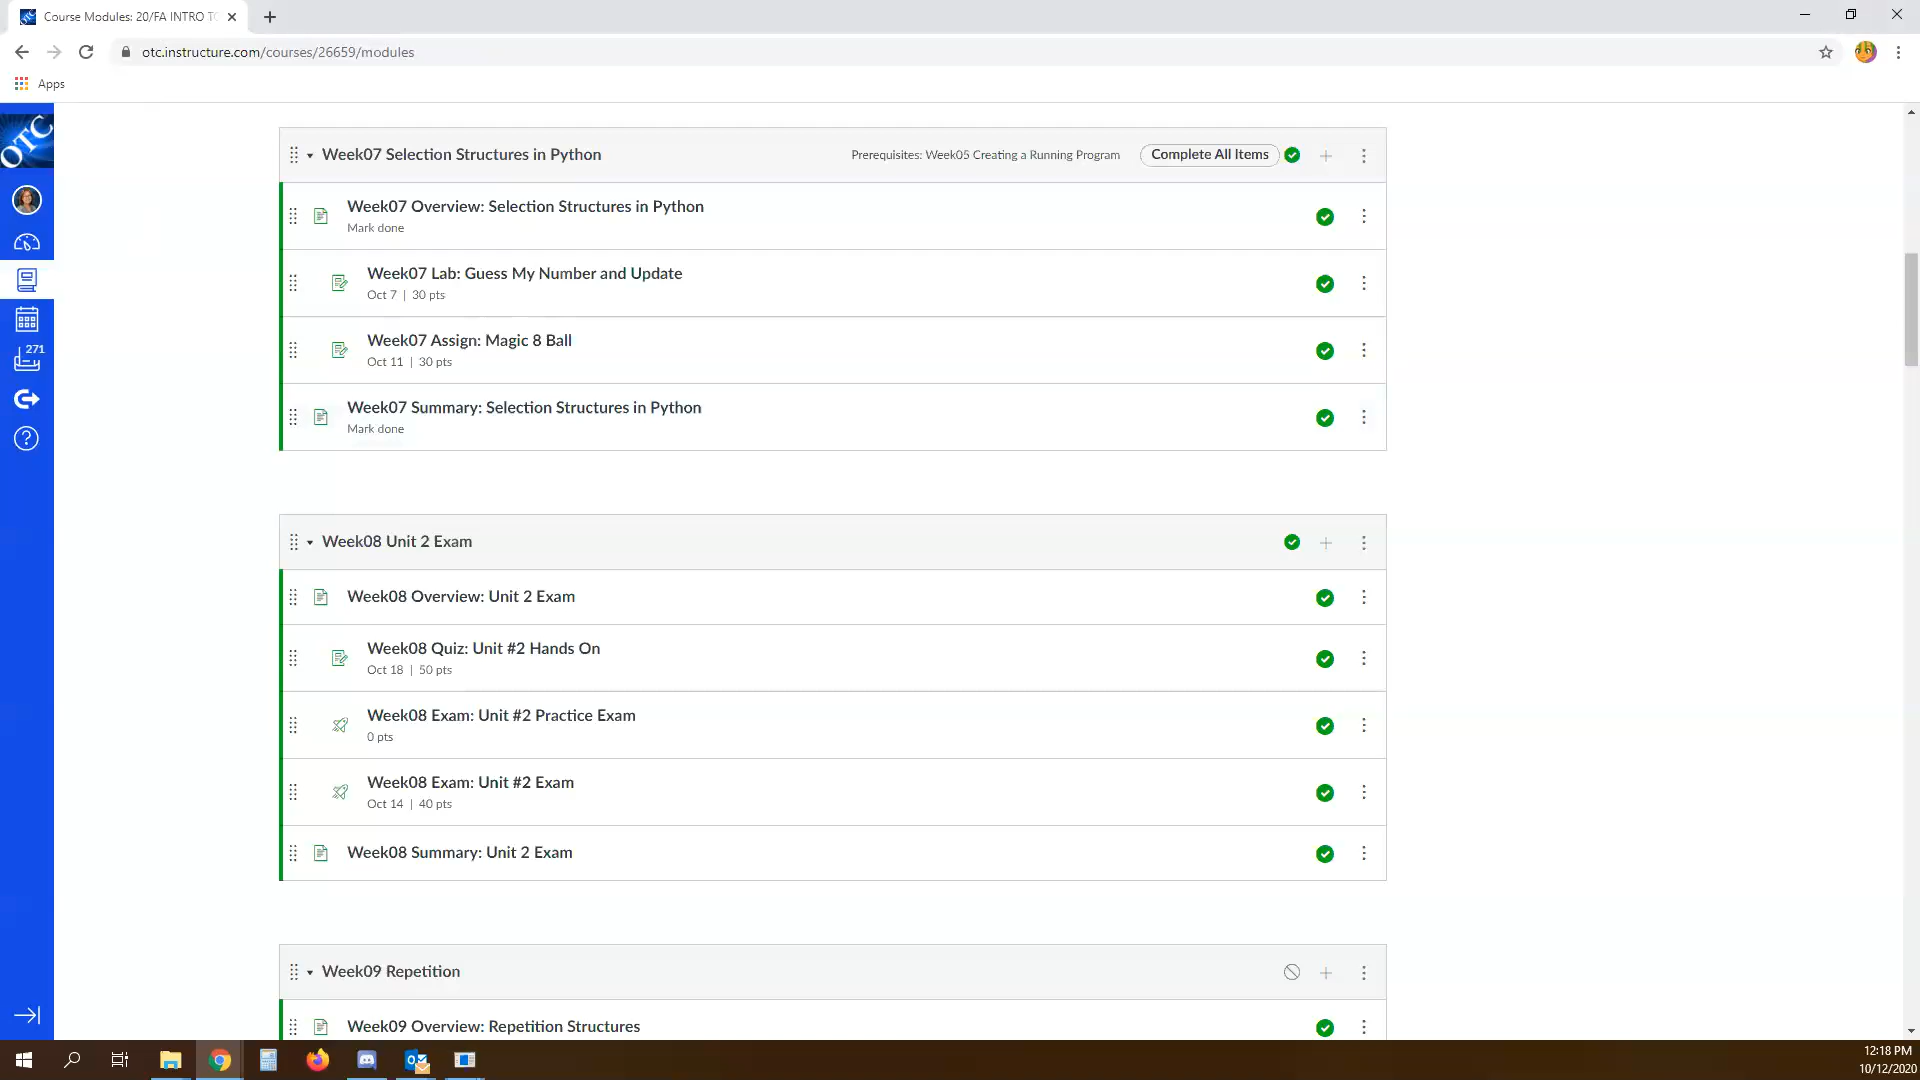 Course Modules: 20/FA INTRO TO
otc.instructure.com/courses/26659/modules
Apps
OTC
271
Week07 Selection Structures in Python
Prerequisites: Week05 Creating a Running Program
Complete All Items
Week07 Overview: Selection Structures in Python
Mark done
Week07 Lab: Guess My Number and Update
Oct 7 | 30 pts
Week07 Assign: Magic 8 Ball
Oct 11 | 30 pts
Week07 Summary: Selection Structures in Python
Mark done
Week08 Unit 2 Exam
Week08 Overview: Unit 2 Exam
Week08 Quiz: Unit #2 Hands On
Oct 18 | 50 pts
Week08 Exam: Unit #2 Practice Exam
0 pts
Week08 Exam: Unit #2 Exam
Oct 14 | 40 pts
Week08 Summary: Unit 2 Exam
Week09 Repetition
Week09 Overview: Repetition Structures
12:18 PM
10/12/2020